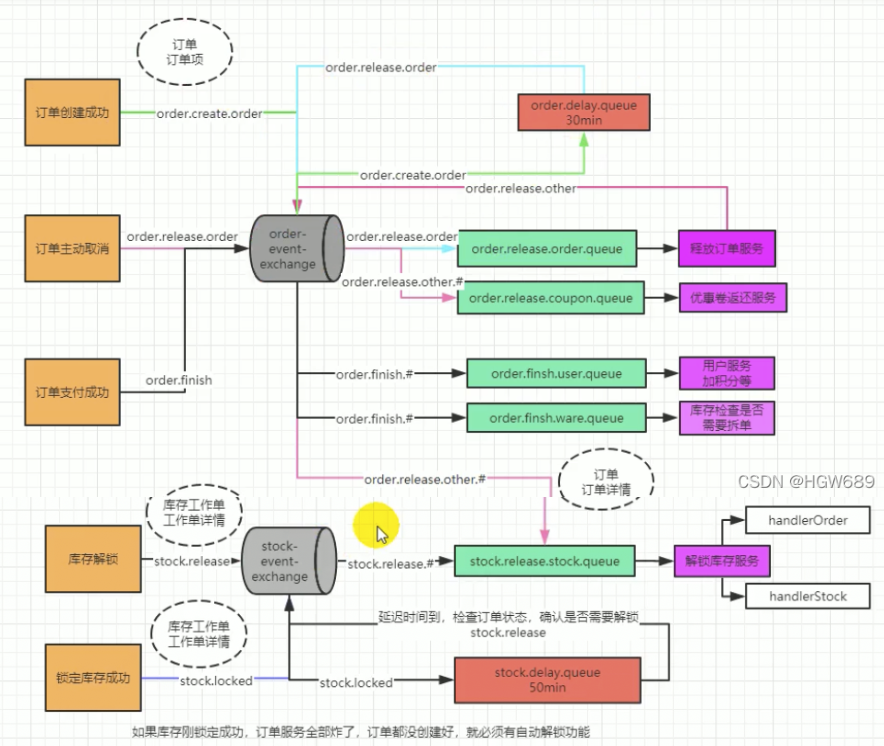 订单
订单项
order.release.order
订单创建成功
order.create.order
order.delay.queue
30min
order.create.order
order.release.other
订单主动取消
order.release.order
order-
event-
exchange
order.release.order
order.release.order.queue
释放订单服务
order.release.other.#
order.release.coupon.queue
优惠卷返还服务
订单支付成功
order.finish
order.finish.#
order.finsh.user.queue
用户服务
加积分等
order.finish.#
order.finsh.ware.queue
库存检查是否
需要拆单
order.release.other.#
订单
订单详情
CSDN @HGW689
库存工作单
工作单详情
库存解锁
stock.release
stock-
event-
exchange
stock.release.#
stock.release.stock.queue
解锁库存服务
handlerOrder
handlerStock
库存工作单
工作单详情
延迟时间到，检查订单状态，确认是否需要解锁
stock.release
锁定库存成功
stock.locked
stock.locked
stock.delay.queue
50min
如果库存刚锁定成功，订单服务全部炸了，订单都没创建好，就必须有自动解锁功能